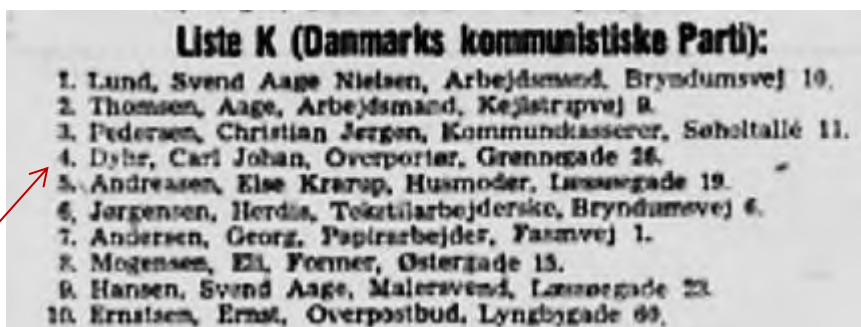 Liste K (Danmarks kommunistiske Parti):
1. Lund, Svend Aage Nielsen, Arbejdsmand, Bryndumsvej 10.
2. Thomsen, Aage, Arbejdsmand, Kejlstrupvej 9.
3. Pedersen, Christian Jørgen, Kommunekasserer, Søholtallé 11.
4. Dyhr, Carl Johan, Overportør, Grønnegade 26.
5. Andreasen, Else Krarup, Husmoder, Læssøegade 19.
6. Jørgensen, Herdis, Tekstilarbejderske, Bryndumsvej 6.
7. Andersen, Georg, Papirarbejder, Fasmvej 1.
8. Mogensen, Eli, Former, Østergade 15.
9. Hansen, Svend Aage, Malersvend, Læssøegade 23.
10. Ernstsen, Ernst, Overpostbud, Lyngbygade